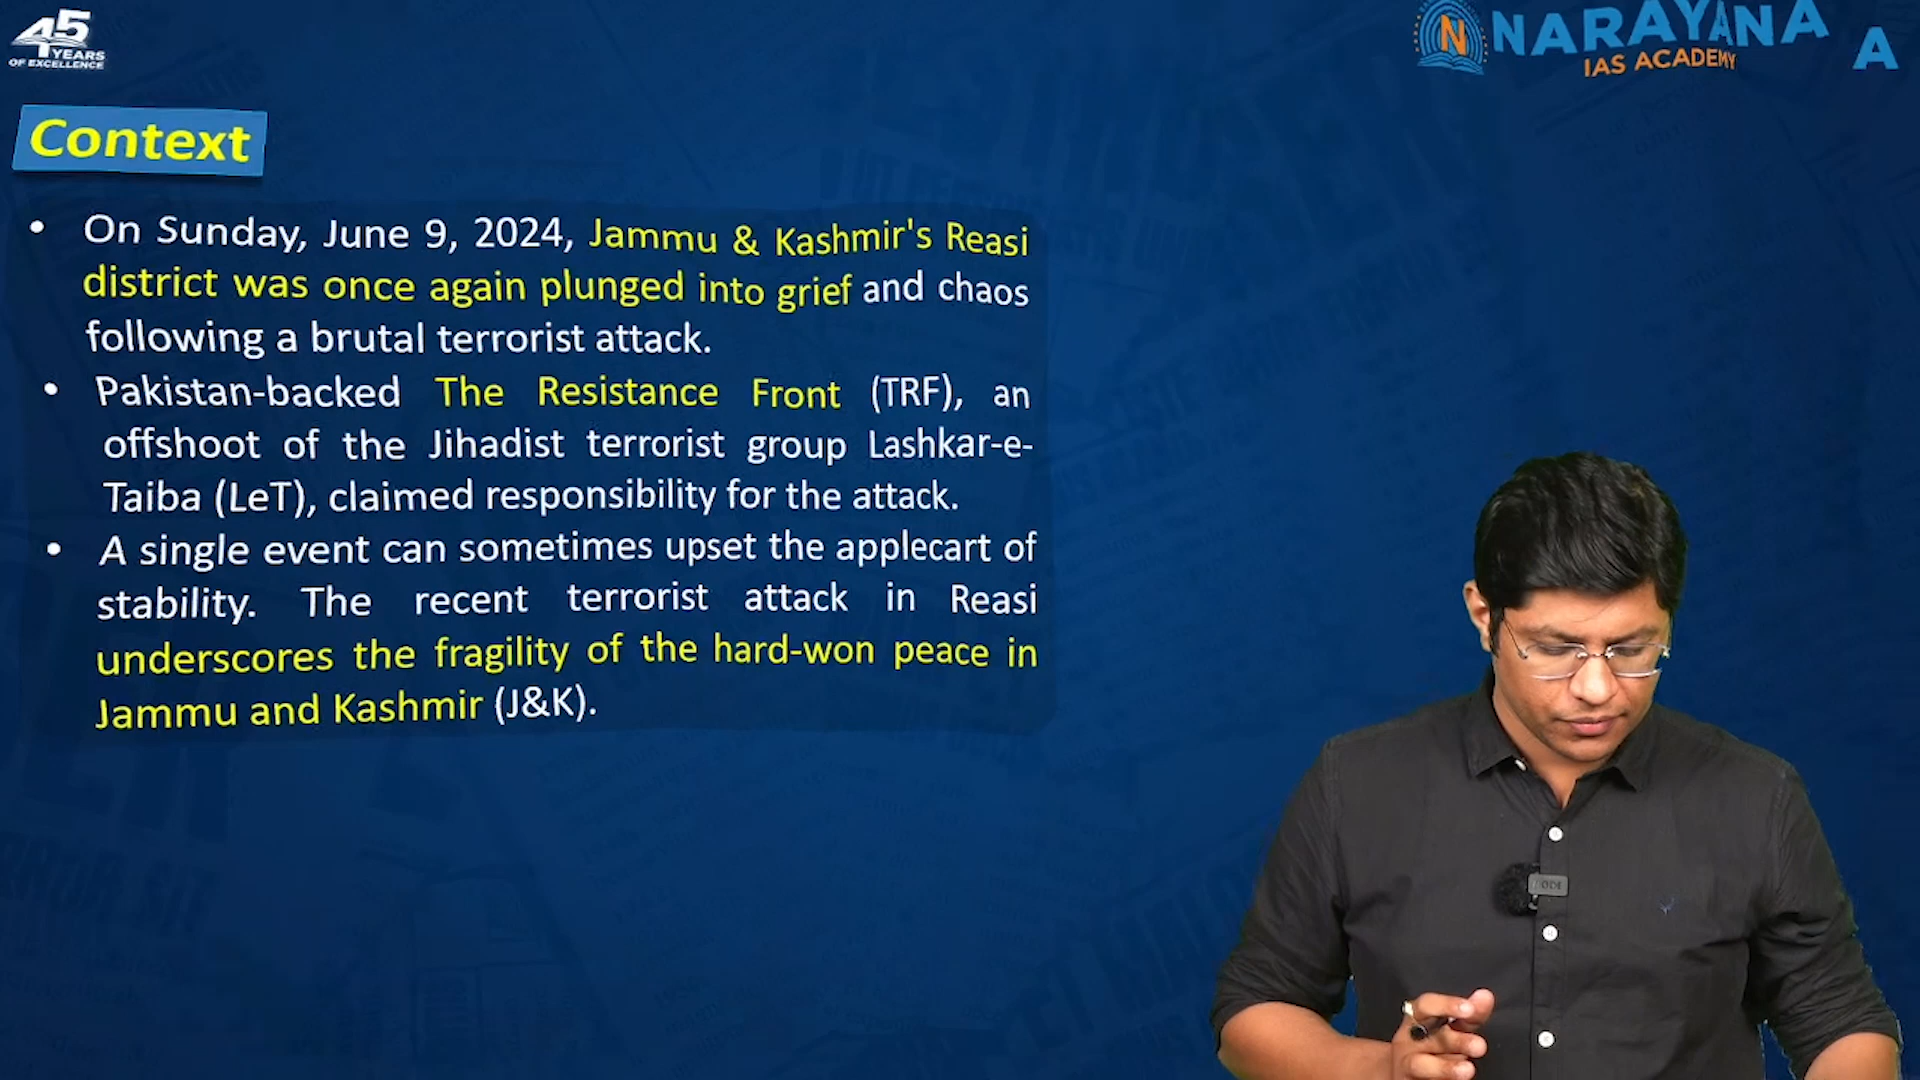 45
YEARS
OF EXCELLENCE
NARAYANA
IAS ACADEMY
A
Context
• On Sunday, June 9, 2024, Jammu & Kashmir's Reasi
district was once again plunged into grief and chaos
following a brutal terrorist attack.
• Pakistan-backed The Resistance Front (TRF), an
offshoot of the Jihadist terrorist group Lashkar-e-
Taiba (LeT), claimed responsibility for the attack.
• A single event can sometimes upset the applecart of
stability. The recent terrorist attack in Reasi
underscores the fragility of the hard-won peace in
Jammu and Kashmir (J&K).